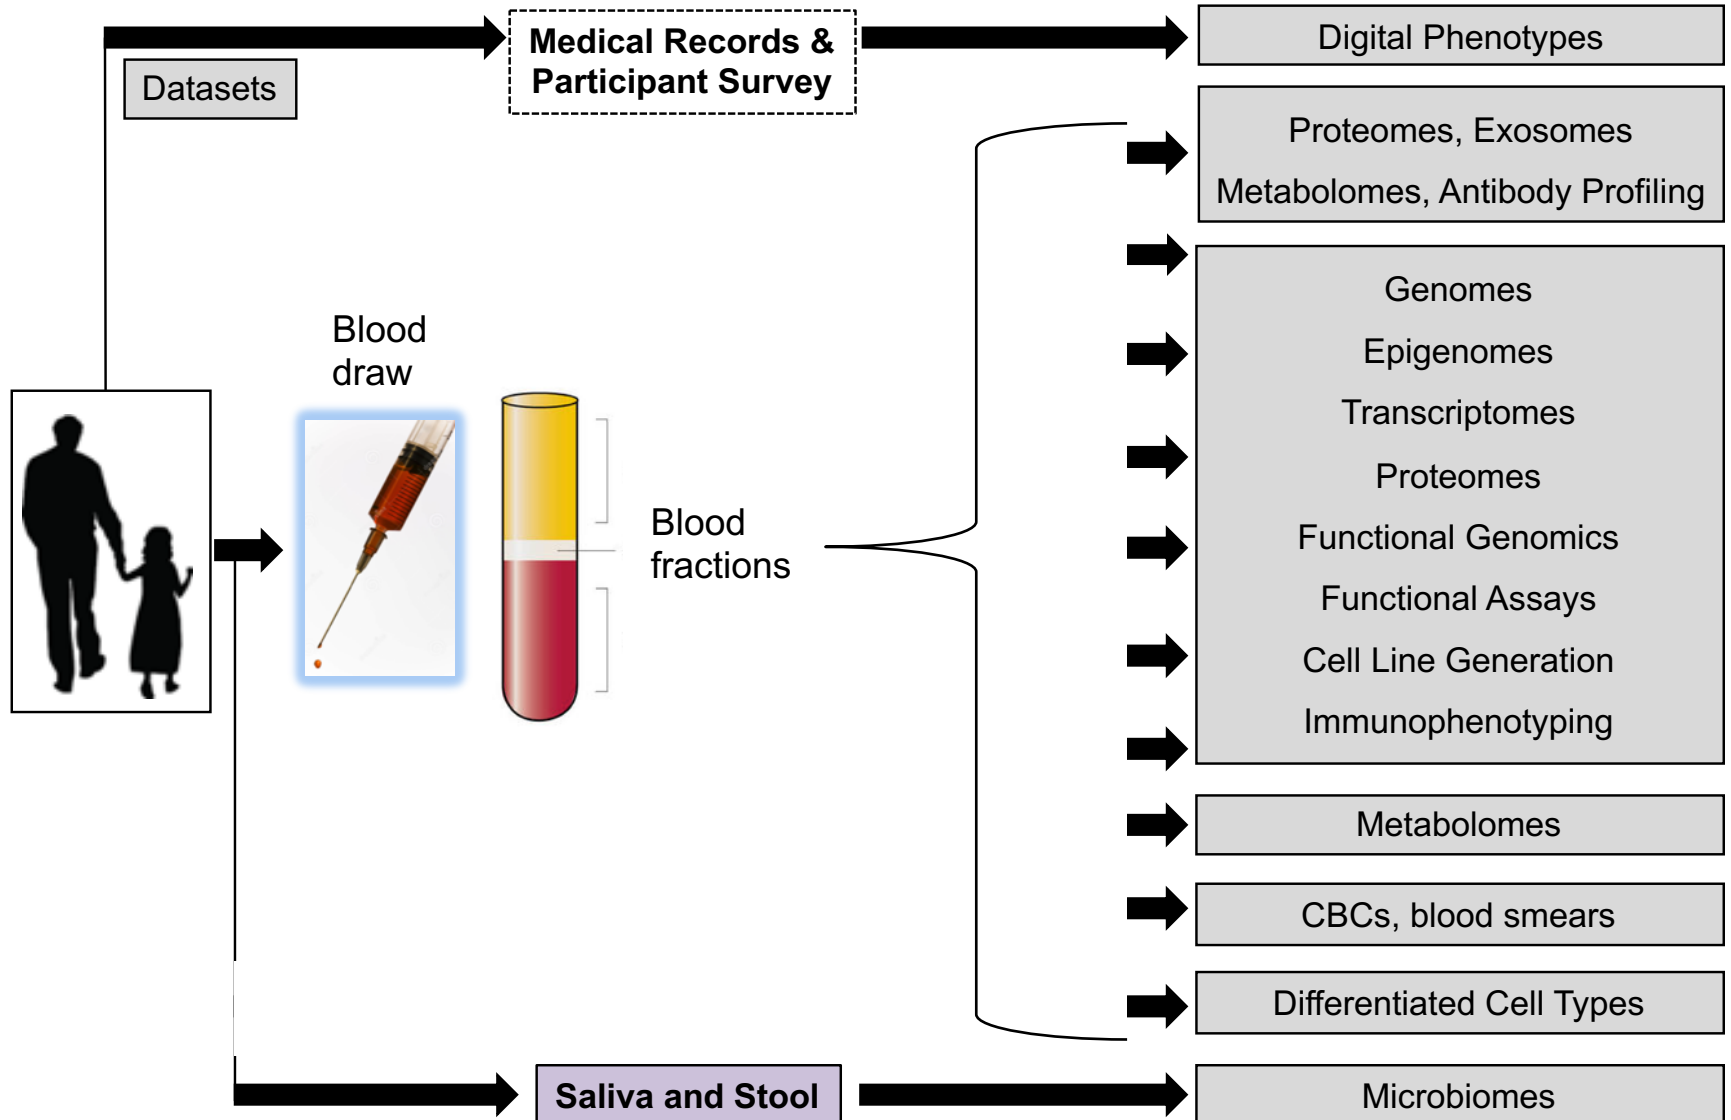 Medical Records &
Participant Survey
Digital Phenotypes
Datasets
Proteomes, Exosomes
Metabolomes, Antibody Profiling
Genomes
Epigenomes
Transcriptomes
Proteomes
Functional Genomics
Functional Assays
Cell Line Generation
Immunophenotyping
Blood
draw
Blood
fractions
Metabolomes
CBCs, blood smears
Differentiated Cell Types
Saliva and Stool
Microbiomes